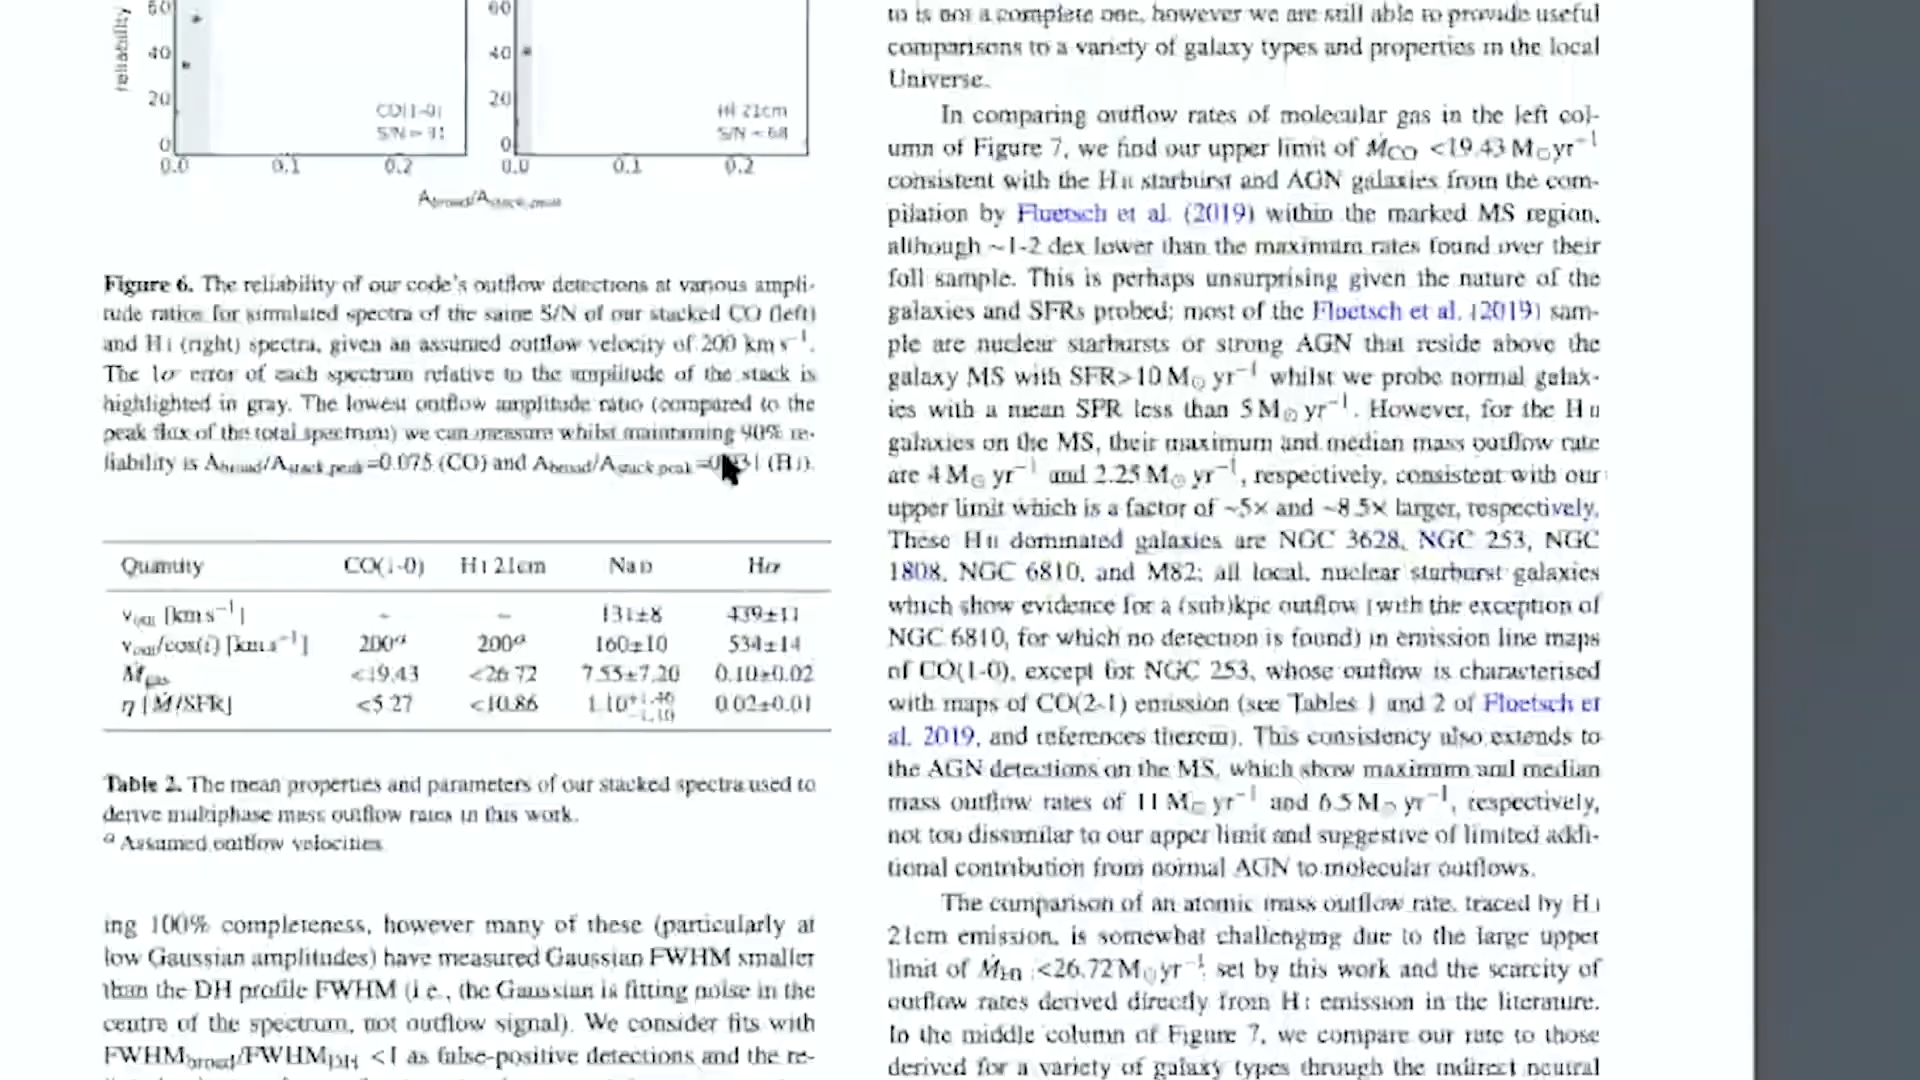 reliability
60
40
20
0
0.0
0.1
0.2
CO(1-0)
S/N = 31
60
40
20
0
0.0
0.1
0.2
HI 21cm
S/N = 68
A_broad/A_stack,peak
Figure 6. The reliability of our code's outflow detections at various ampli-
tude ratios for simulated spectra of the same S/N of our stacked CO (left)
and H I (right) spectra, given an assumed outflow velocity of 200 km s⁻¹.
The 1σ error of each spectrum relative to the amplitude of the stack is
highlighted in gray. The lowest outflow amplitude ratio (compared to the
peak flux of the total spectrum) we can measure whilst maintaining 90% re-
liability is A_broad/A_stack,peak=0.075 (CO) and A_broad/A_stack,peak (H I).
Quantity CO(1-0) H I 21cm Na D Hα
v_out [km s⁻¹] - - 131±8 439±11
v_out/cos(i) [km s⁻¹] 200ᵃ 200ᵃ 160±10 534±14
Ṁ_gas <19.43 <26.72 7.55±7.20 0.10±0.02
η [Ṁ/SFR] <5.27 <10.86 1.10+1.40−1.10 0.02±0.01
Table 2. The mean properties and parameters of our stacked spectra used to
derive multiphase mass outflow rates in this work.
ᵃ Assumed outflow velocities
ing 100% completeness, however many of these (particularly at
low Gaussian amplitudes) have measured Gaussian FWHM smaller
than the DH profile FWHM (i.e., the Gaussian is fitting noise in the
centre of the spectrum, not outflow signal). We consider fits with
FWHM_broad/FWHM_DH <1 as false-positive detections and the re-
to is not a complete one, however we are still able to provide useful
comparisons to a variety of galaxy types and properties in the local
Universe.
In comparing outflow rates of molecular gas in the left col-
umn of Figure 7, we find our upper limit of Ṁ_CO <19.43 M⊙yr⁻¹
consistent with the H II starburst and AGN galaxies from the com-
pilation by Fluetsch et al. (2019) within the marked MS region,
although ~1-2 dex lower than the maximum rates found over their
full sample. This is perhaps unsurprising given the nature of the
galaxies and SFRs probed; most of the Fluetsch et al. (2019) sam-
ple are nuclear starbursts or strong AGN that reside above the
galaxy MS with SFR>10 M⊙ yr⁻¹ whilst we probe normal galax-
ies with a mean SFR less than 5 M⊙ yr⁻¹. However, for the H II
galaxies on the MS, their maximum and median mass outflow rate
are 4 M⊙ yr⁻¹ and 2.25 M⊙ yr⁻¹, respectively, consistent with our
upper limit which is a factor of ~5× and ~8.5× larger, respectively.
These H II dominated galaxies are NGC 3628, NGC 253, NGC
1808, NGC 6810, and M82; all local, nuclear starburst galaxies
which show evidence for a (sub)kpc outflow (with the exception of
NGC 6810, for which no detection is found) in emission line maps
of CO(1-0), except for NGC 253, whose outflow is characterised
with maps of CO(2-1) emission (see Tables 1 and 2 of Fluetsch et
al. 2019, and references therein). This consistency also extends to
the AGN detections on the MS, which show maximum and median
mass outflow rates of 11 M⊙ yr⁻¹ and 6.5 M⊙ yr⁻¹, respectively,
not too dissimilar to our upper limit and suggestive of limited addi-
tional contribution from normal AGN to molecular outflows.
The comparison of an atomic mass outflow rate, traced by H I
21cm emission, is somewhat challenging due to the large upper
limit of Ṁ_HI <26.72 M⊙yr⁻¹ set by this work and the scarcity of
outflow rates derived directly from H I emission in the literature.
In the middle column of Figure 7, we compare our rate to those
derived for a variety of galaxy types through the indirect neutral